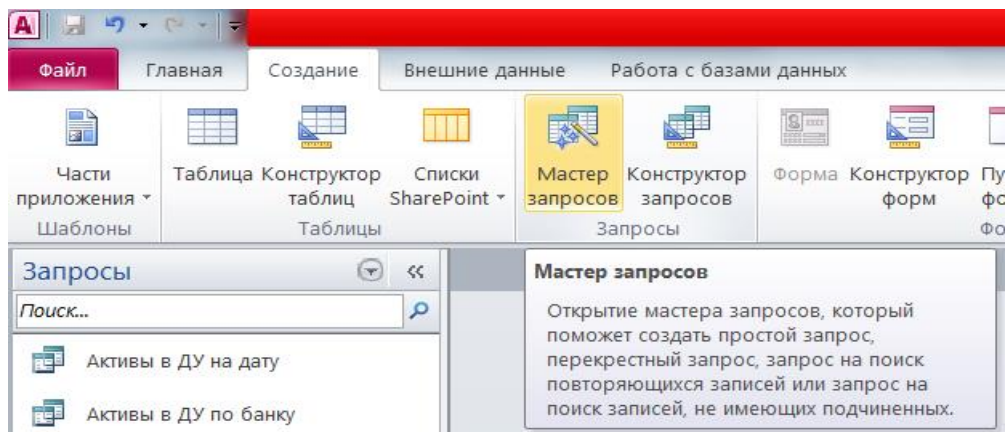 A
Файл Главная Создание Внешние данные Работа с базами данных
Части приложения
Таблица
Конструктор таблиц
Списки SharePoint
Мастер запросов
Конструктор запросов
Форма
Конструктор форм
Шаблоны Таблицы Запросы
Запросы
Поиск...
Активы в ДУ на дату
Активы в ДУ по банку
Мастер запросов
Открытие мастера запросов, который
поможет создать простой запрос,
перекрестный запрос, запрос на поиск
повторяющихся записей или запрос на
поиск записей, не имеющих подчиненных.